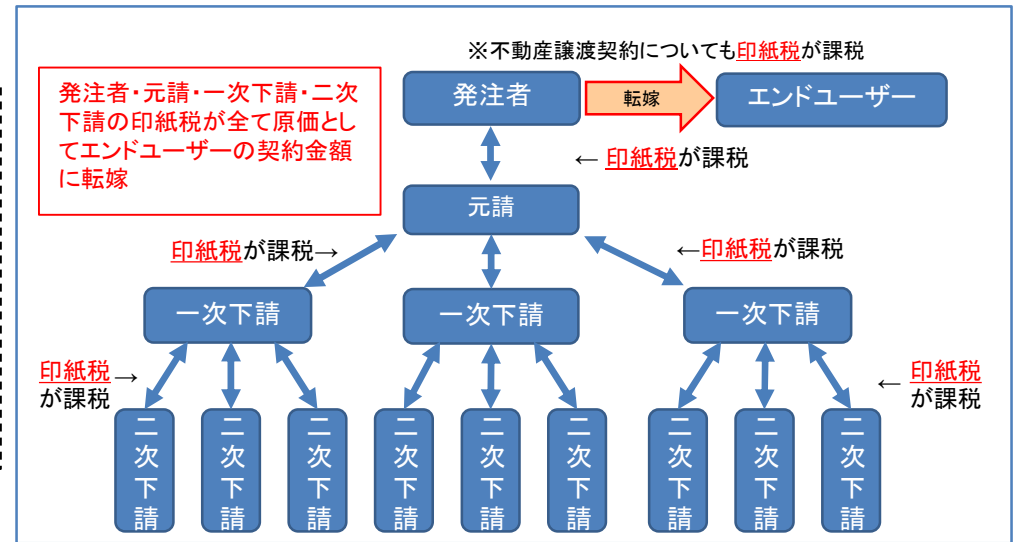 ※不動産譲渡契約についても印紙税が課税
発注者・元請・一次下請・二次
下請の印紙税が全て原価とし
てエンドユーザーの契約金額
に転嫁
発注者
転嫁
エンドユーザー
← 印紙税が課税
元請
印紙税が課税→
←印紙税が課税
一次下請
一次下請
一次下請
印紙税→
が課税
← 印紙税
が課税
二次下請
二次下請
二次下請
二次下請
二次下請
二次下請
二次下請
二次下請
二次下請